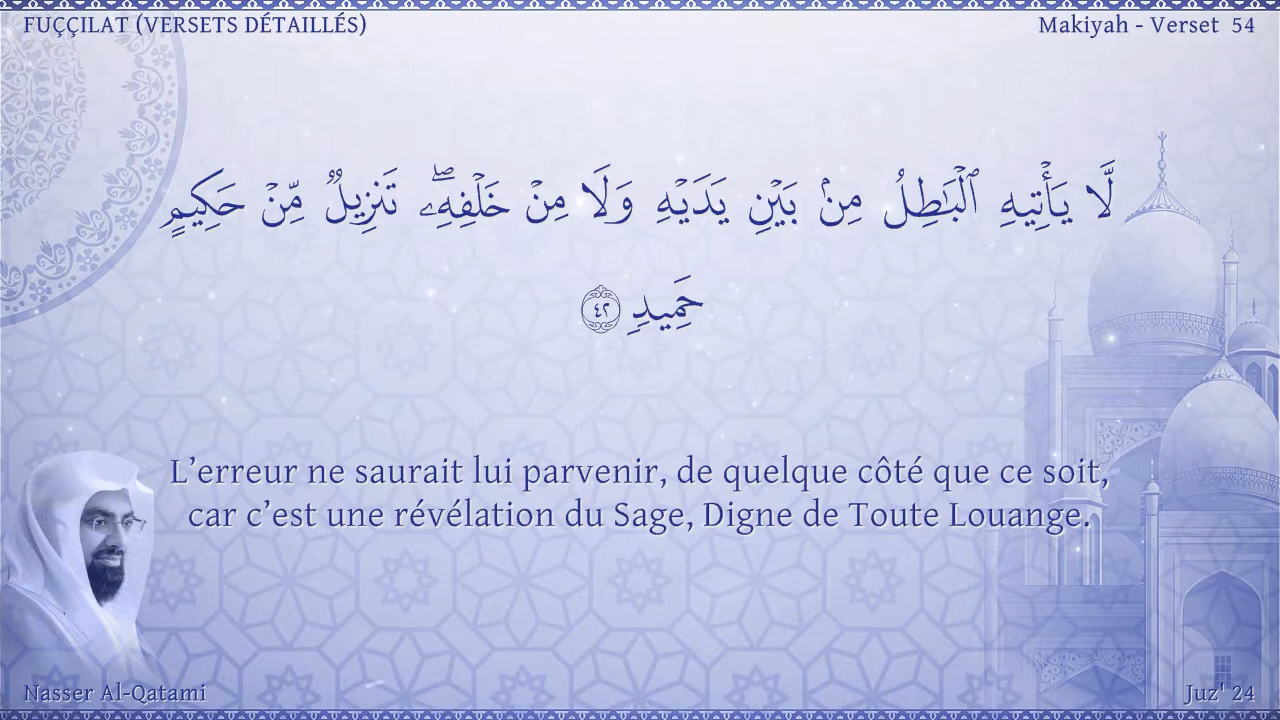 FUÇÇILAT (VERSETS DÉTAILLÉS)
Makiyah - Verset 54
لَّا يَأْتِيهِ ٱلْبَـٰطِلُ مِنۢ بَيْنِ يَدَيْهِ وَلَا مِنْ خَلْفِهِۦ ۖ تَنزِيلٌ مِّنْ حَكِيمٍ
حَمِيدٍ ٤٢
L’erreur ne saurait lui parvenir, de quelque côté que ce soit,
car c’est une révélation du Sage, Digne de Toute Louange.
Nasser Al-Qatami
Juz' 24